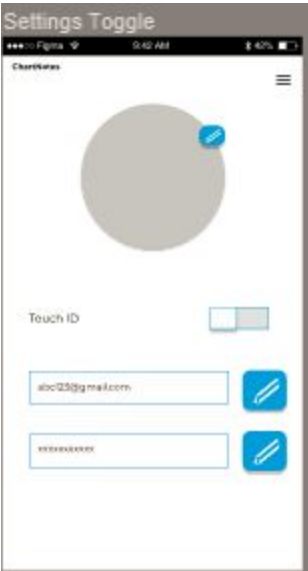 Settings Toggle
Figma 9:42 AM 42%
ChartNotes
Touch ID
abc123@gmail.com